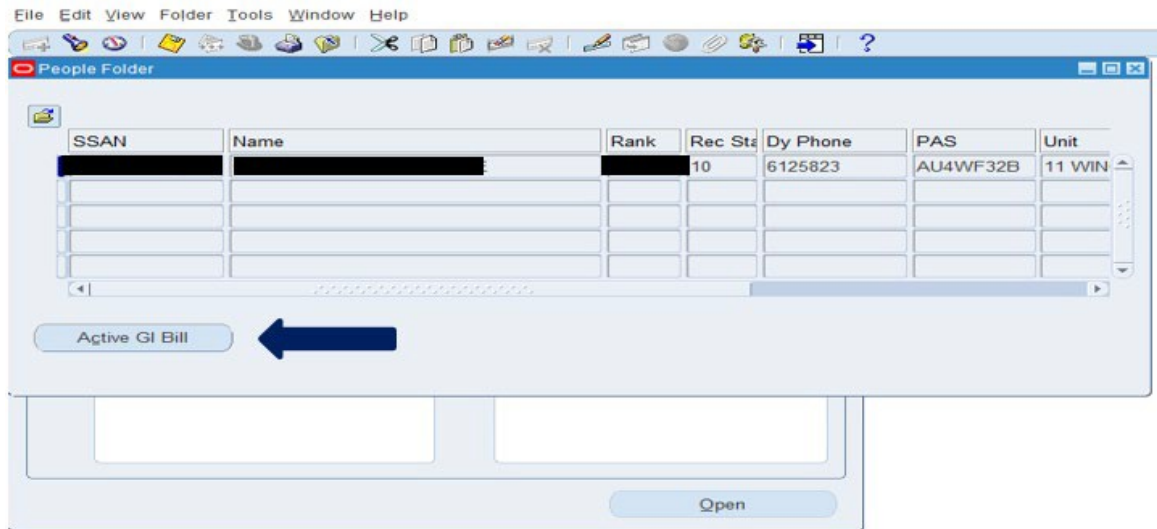 File Edit View Folder Tools Window Help
People Folder
SSAN Name Rank Rec Sta Dy Phone PAS Unit
10 6125823 AU4WF32B 11 WIN
Active GI Bill
Open